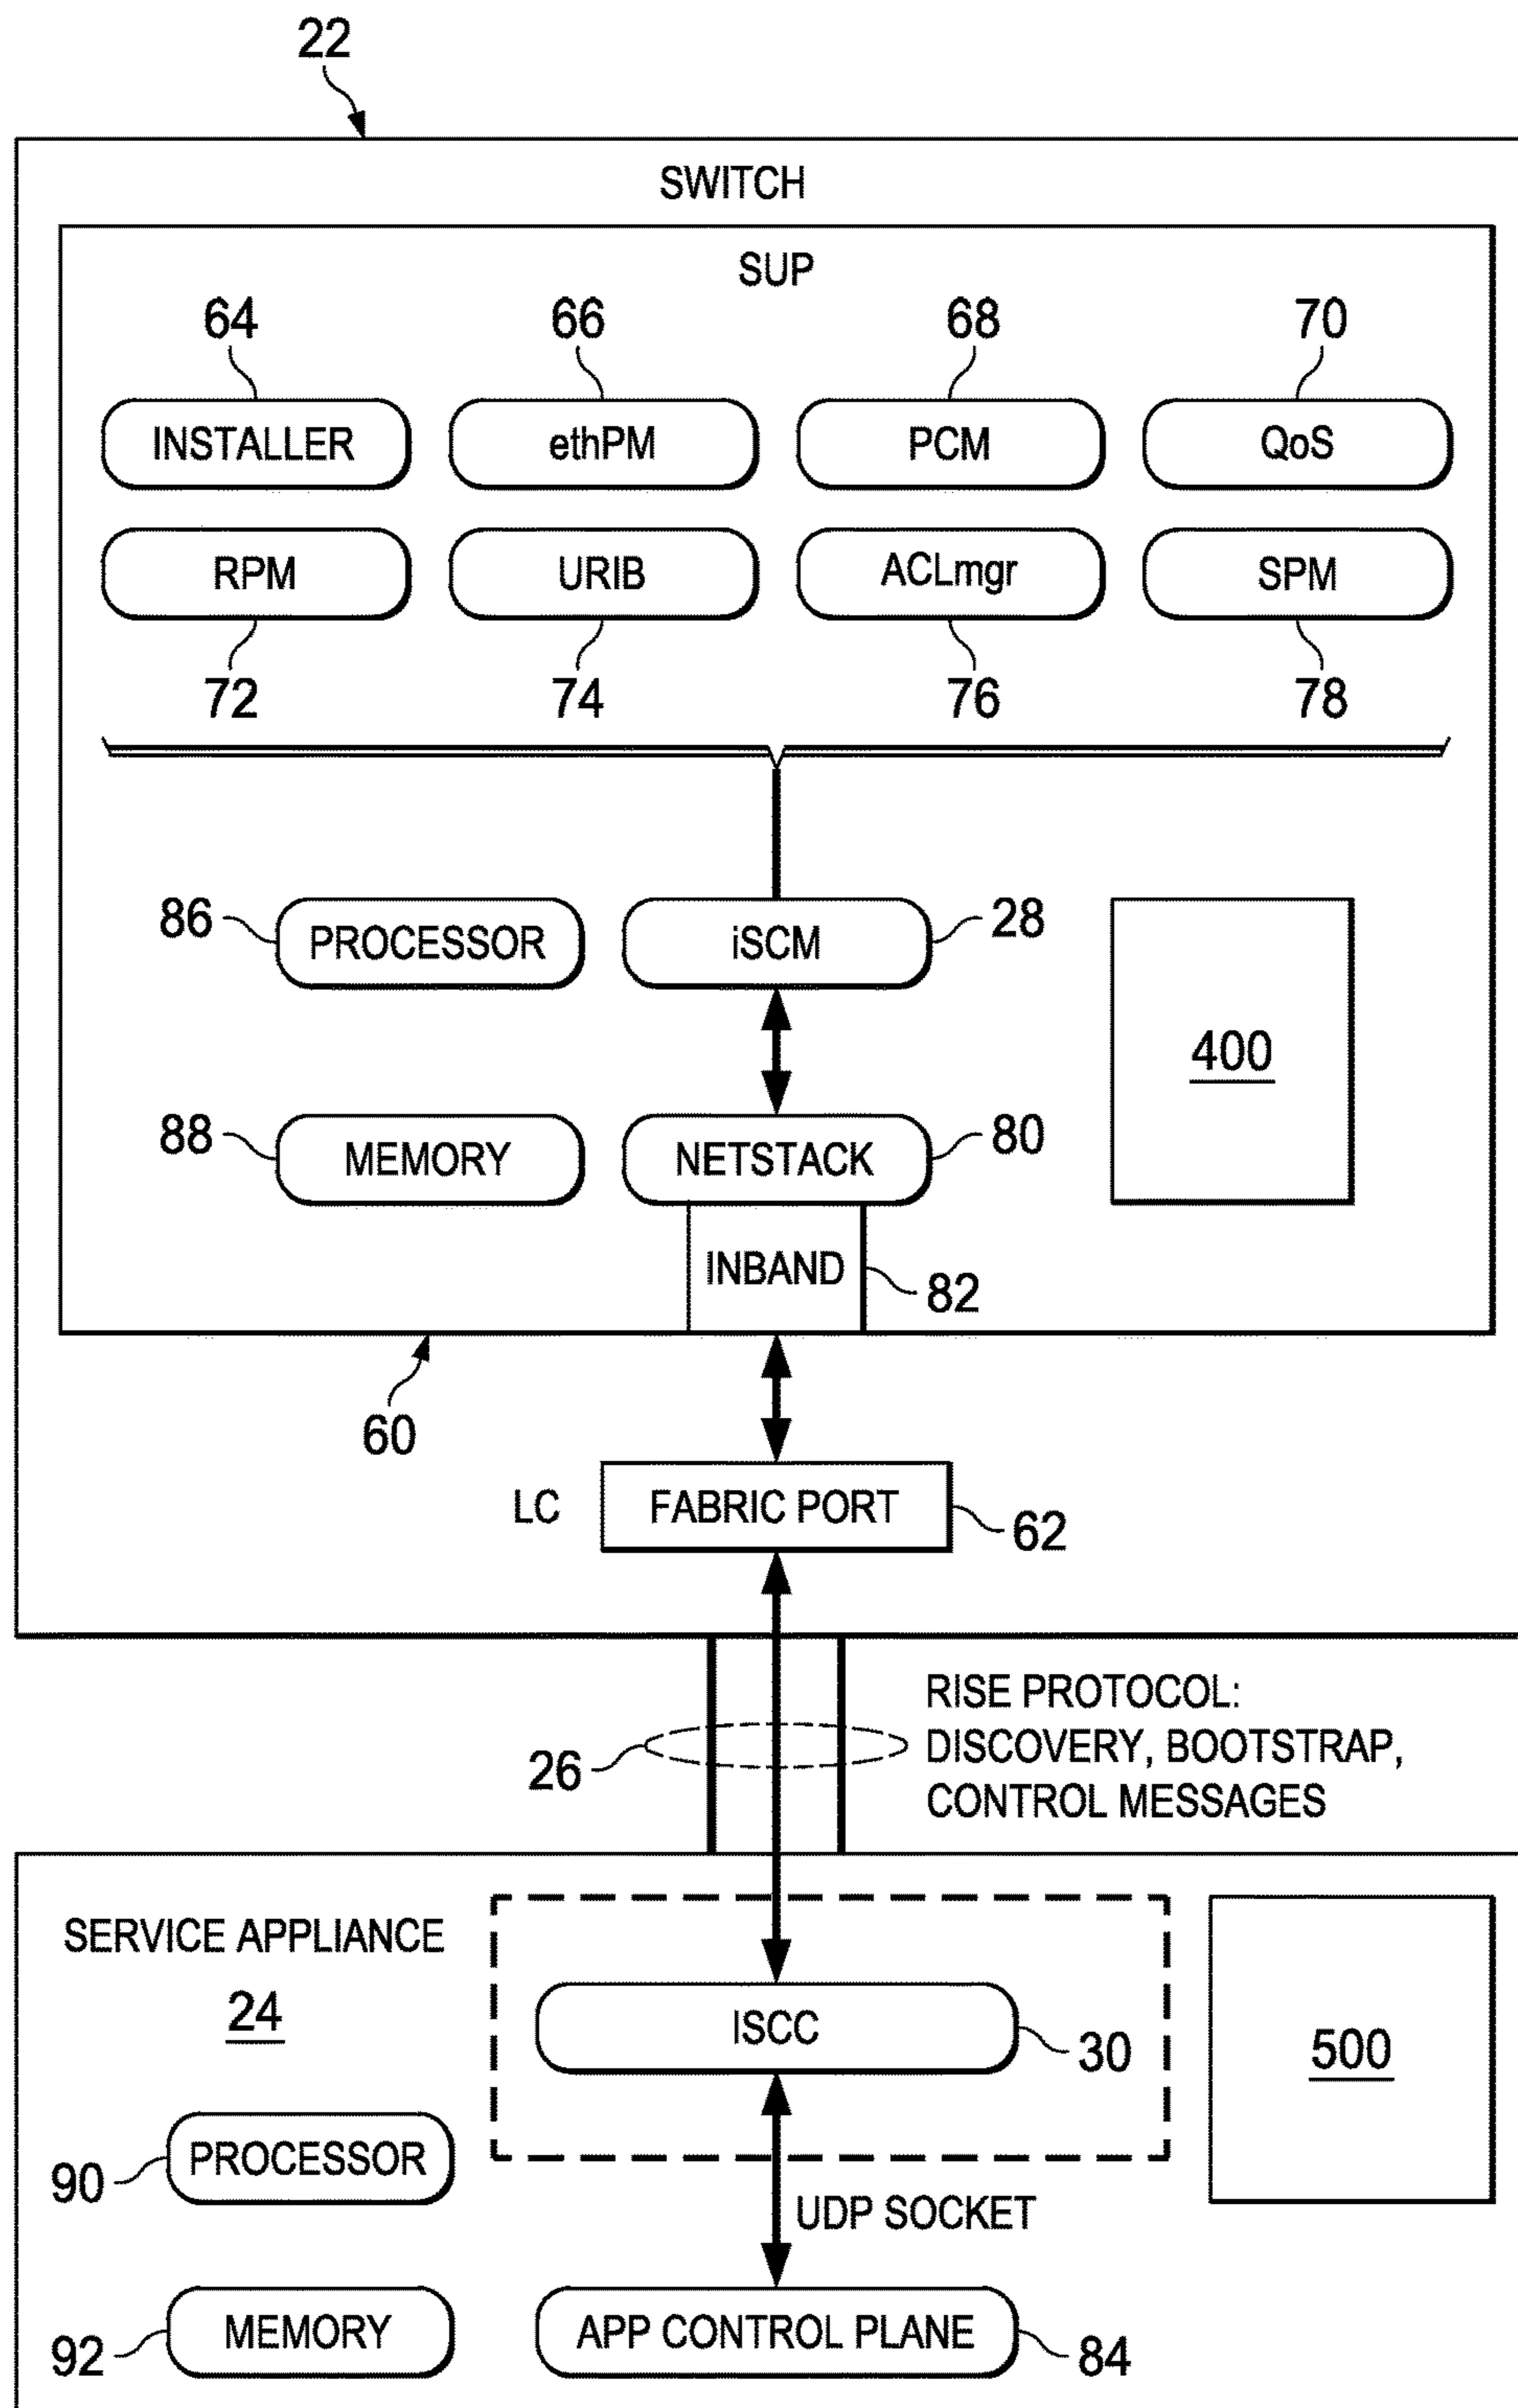 22
SWITCH
SUP
64 66 68 70
INSTALLER ethPM PCM QoS
RPM URIB ACLmgr SPM
72 74 76 78
86 PROCESSOR iSCM 28
400
88 MEMORY NETSTACK 80
INBAND 82
60
LC FABRIC PORT 62
RISE PROTOCOL:
26 DISCOVERY, BOOTSTRAP,
CONTROL MESSAGES
SERVICE APPLIANCE
24
ISCC 30
500
90 PROCESSOR
UDP SOCKET
92 MEMORY APP CONTROL PLANE 84